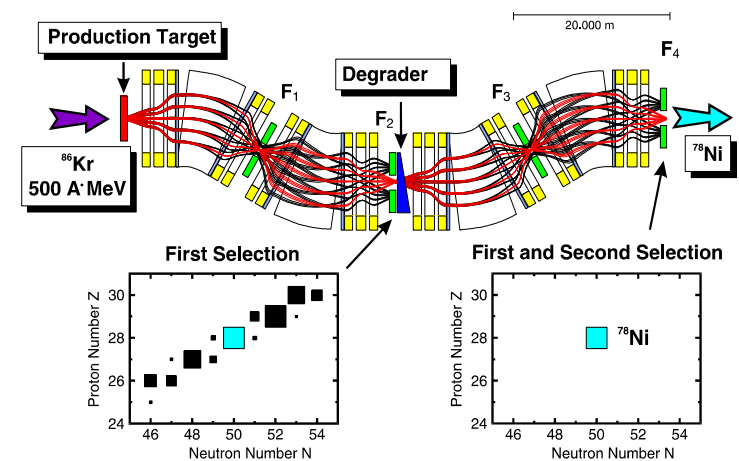 20.000 m
Production Target
F4
Degrader
F1
F3
F2
86Kr
500 A·MeV
78Ni
First Selection
First and Second Selection
Proton Number Z
30
28
26
24
46 48 50 52 54
Neutron Number N
Proton Number Z
30
28
26
24
78Ni
46 48 50 52 54
Neutron Number N